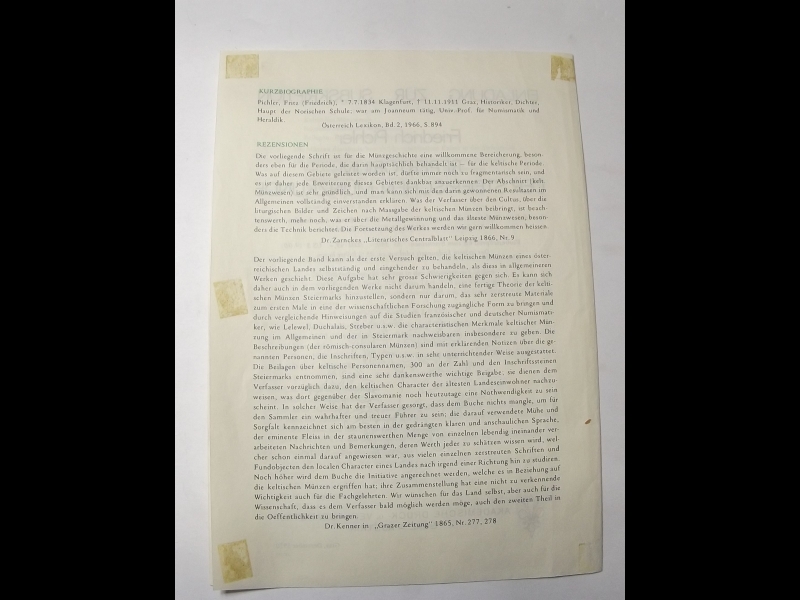 KURZBIOGRAPHIE
Pichler, Fritz (Friedrich), * 7.7.1834 Klagenfurt, † 11.11.1911 Graz, Historiker, Dichter,
Haupt der Norischen Schule; war am Joanneum tätig, Univ.Prof. für Numismatik und
Heraldik.
Österreich Lexikon, Bd.2, 1966, S.894
REZENSIONEN
Die vorliegende Schrift ist für die Münzgeschichte eine willkommene Bereicherung, beson-
ders eben für die Periode, die darin hauptsächlich behandelt ist – für die keltische Periode.
Was auf diesem Gebiete geleistet worden ist, dürfte immer noch zu fragmentarisch sein, und
es ist daher jede Erweiterung dieses Gebietes dankbar anzuerkennen. Der Abschnitt (kelt.
Münzwesen) ist sehr gründlich, und man kann sich mit den darin gewonnenen Resultaten im
Allgemeinen vollständig einverstanden erklären. Was der Verfasser über den Cultus, über die
liturgischen Bilder und Zeichen nach Massgabe der keltischen Münzen beibringt, ist beach-
tenswerth, mehr noch, was er über die Metallgewinnung und das älteste Münzwesen, beson-
ders die Technik berichtet. Die Fortsetzung des Werkes werden wir gern willkommen heissen.
Dr. Zarnckes „Literarisches Centralblatt" Leipzig 1866, Nr.9
Der vorliegende Band kann als der erste Versuch gelten, die keltischen Münzen eines öster-
reichischen Landes selbstständig und eingehender zu behandeln, als diess in allgemeineren
Werken geschieht. Diese Aufgabe hat sehr grosse Schwierigkeiten gegen sich. Es kann sich
daher auch in dem vorliegenden Werke nicht darum handeln, eine fertige Theorie der kelti-
schen Münzen Steiermarks hinzustellen, sondern nur darum, das sehr zerstreute Materiale
zum ersten Male in eine der wissenschaftlichen Forschung zugängliche Form zu bringen und
durch vergleichende Hinweisungen auf die Studien französischer und deutscher Numismati-
ker, wie Lelewel, Duchalais, Streber u.s.w. die characteristischen Merkmale keltischer Mün-
zung im Allgemeinen und der in Steiermark nachweisbaren insbesondere zu geben. Die
Beschreibungen (der römisch-consularen Münzen) sind mit erklärenden Notizen über die ge-
nannten Personen, die Inschriften, Typen u.s.w. in sehr unterrichtender Weise ausgestattet.
Die Beilagen über keltische Personennamen, 300 an der Zahl und den Inschriftsteinen
Steiermarks entnommen, sind eine sehr dankenswerthe wichtige Beigabe; sie dienen dem
Verfasser vorzüglich dazu, den keltischen Character der ältesten Landeseinwohner nachzu-
weisen, was dort gegenüber der Slavomanie noch heutzutage eine Nothwendigkeit zu sein
scheint. In solcher Weise hat der Verfasser gesorgt, dass dem Buche nichts mangle, um für
den Sammler ein wahrhafter und treuer Führer zu sein; die darauf verwendete Mühe und
Sorgfalt kennzeichnet sich am besten in der gedrängten klaren und anschaulichen Sprache,
der eminente Fleiss in der staunenswerthen Menge von einzelnen lebendig ineinander ver-
arbeiteten Nachrichten und Bemerkungen, deren Werth jeder zu schätzen wissen wird, wel-
cher schon einmal darauf angewiesen war, aus vielen einzelnen zerstreuten Schriften und
Fundobjecten den localen Character eines Landes nach irgend einer Richtung hin zu studiren.
Noch höher wird dem Buche die Initiative angerechnet werden, welche es in Beziehung auf
die keltischen Münzen ergriffen hat; ihre Zusammenstellung hat eine nicht zu verkennende
Wichtigkeit auch für die Fachgelehrten. Wir wünschen für das Land selbst, aber auch für die
Wissenschaft, dass es dem Verfasser bald möglich werden möge, auch den zweiten Theil in
die Oeffentlichkeit zu bringen.
Dr. Kenner in „Grazer Zeitung" 1865, Nr. 277, 278